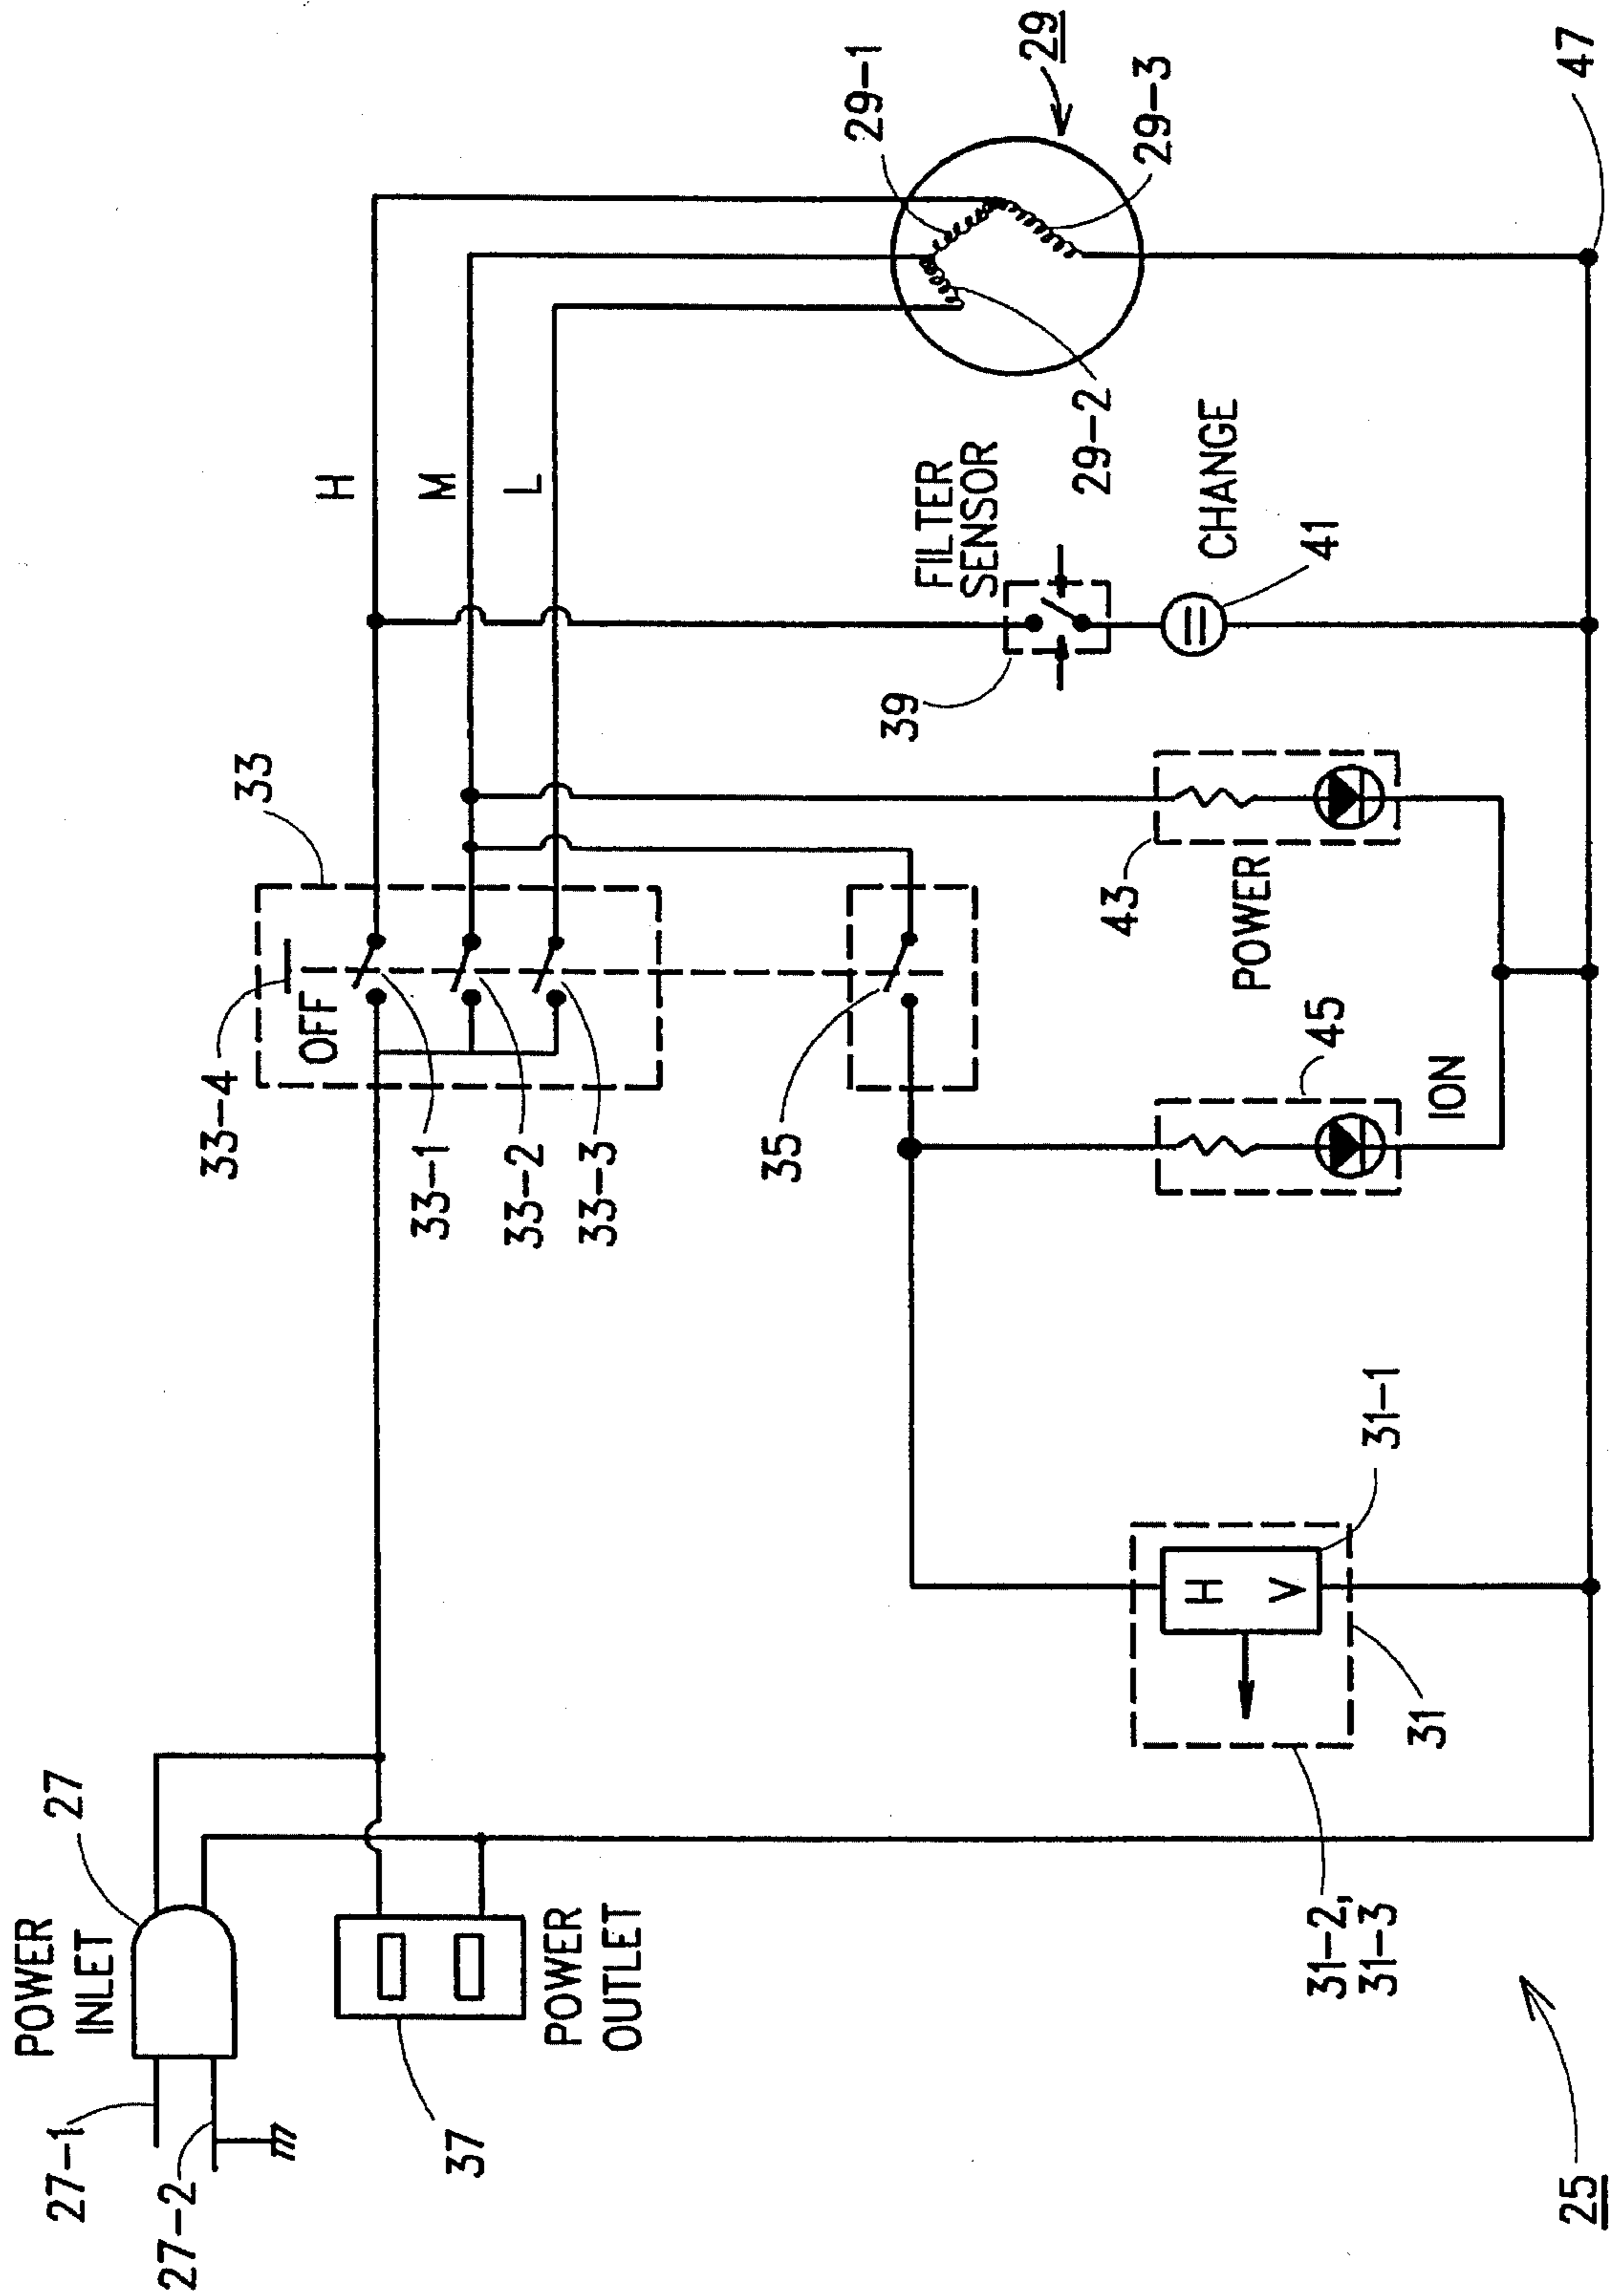 POWER
INLET
27
27-1
27-2
POWER
OUTLET
37
33-4
OFF
33
33-1
33-2
33-3
H
M
L
29-1
29
29-3
29-2
FILTER
SENSOR
39
CHANGE
41
35
43
POWER
45
ION
H
V
31-1
31
31-2,
31-3
47
25